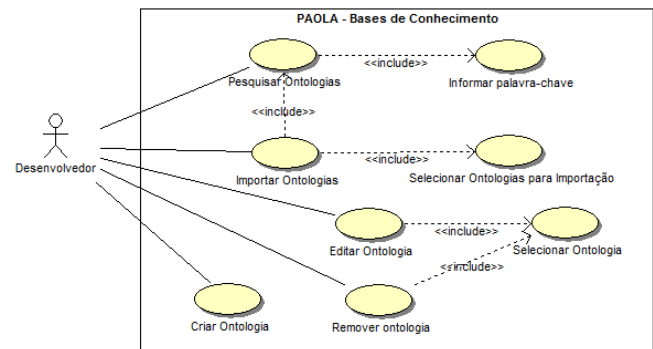 PAOLA - Bases de Conhecimento
Pesquisar Ontologias
<<include>>
Informar palavra-chave
<<include>>
Desenvolvedor
Importar Ontologias
<<include>>
Selecionar Ontologias para Importação
Editar Ontologia
<<include>>
Selecionar Ontologia
<<include>>
Criar Ontologia
Remover ontologia